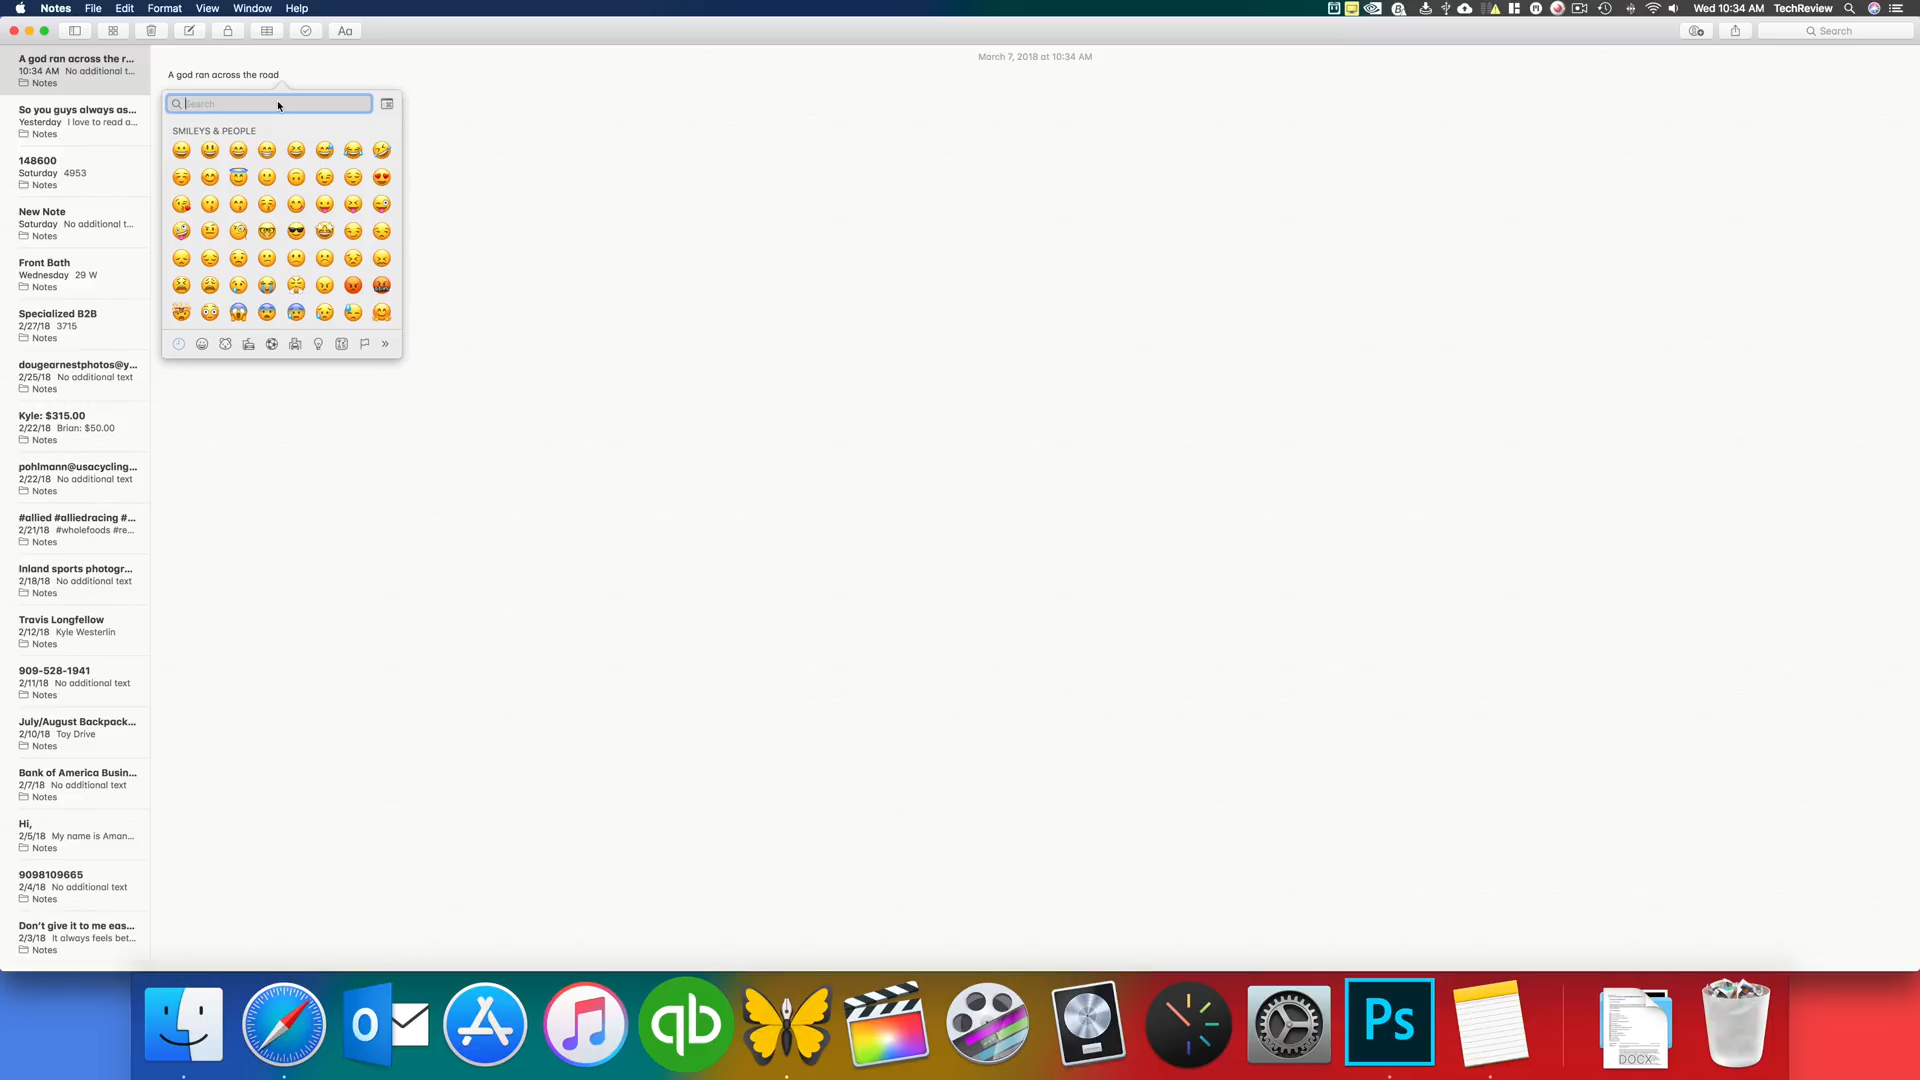 Notes File Edit Format View Window Help
Wed 10:34 AM TechReview
Aa
Search
A god ran across the r...
10:34 AM No additional t...
Notes
So you guys always as...
Yesterday I love to read a...
Notes
148600
Saturday 4953
Notes
New Note
Saturday No additional t...
Notes
Front Bath
Wednesday 29 W
Notes
Specialized B2B
2/27/18 3715
Notes
dougearnestphotos@y...
2/25/18 No additional text
Notes
Kyle: $315.00
2/22/18 Brian: $50.00
Notes
pohlmann@usacycling...
2/22/18 No additional text
Notes
#allied #alliedracing #...
2/21/18 #wholefoods #re...
Notes
Inland sports photogr...
2/18/18 No additional text
Notes
Travis Longfellow
2/12/18 Kyle Westerlin
Notes
909-528-1941
2/11/18 No additional text
Notes
July/August Backpack...
2/10/18 Toy Drive
Notes
Bank of America Busin...
2/7/18 No additional text
Notes
Hi,
2/5/18 My name is Aman...
Notes
9098109665
2/4/18 No additional text
Notes
Don't give it to me eas...
2/3/18 It always feels bet...
Notes
March 7, 2018 at 10:34 AM
A god ran across the road
Search
SMILEYS & PEOPLE
O
qb
Ps
DOCX